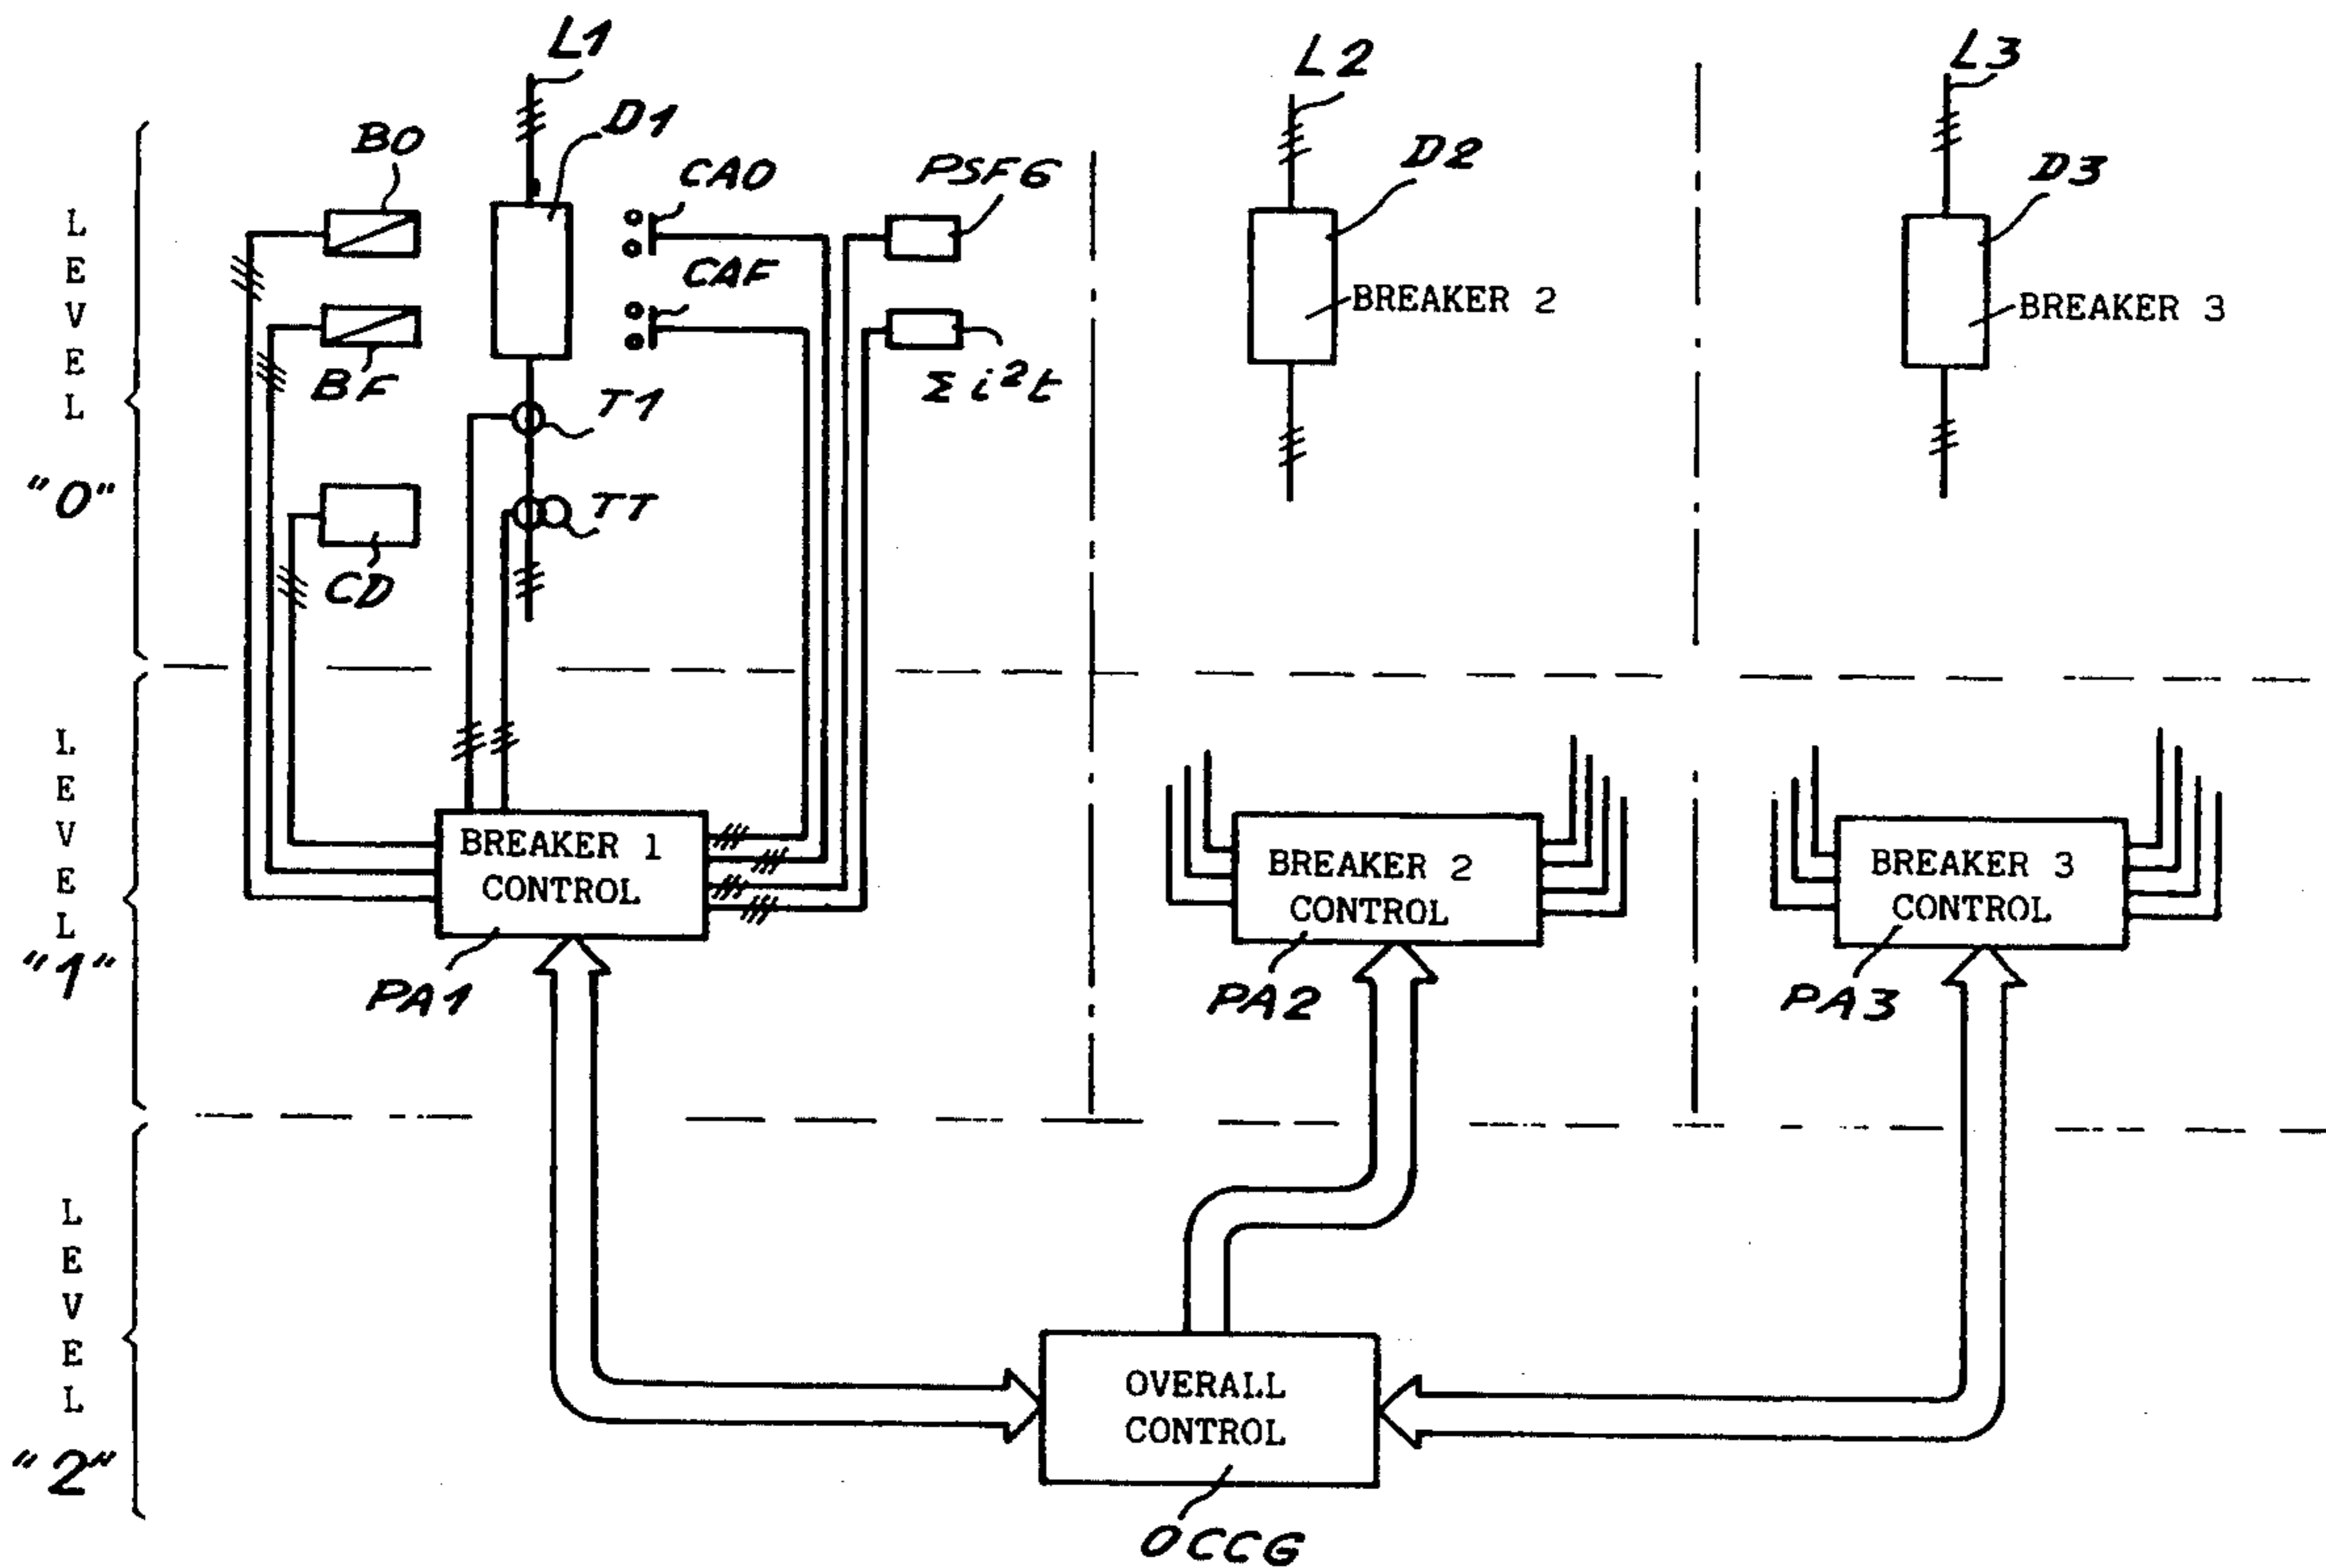 L1
L2
L3
BO
D1
CAO
PSF6
D2
D3
LEVEL
"0"
CAF
BREAKER 2
BREAKER 3
BF
T1
Σi²t
TT
CD
LEVEL
"1"
BREAKER 1
CONTROL
BREAKER 2
CONTROL
BREAKER 3
CONTROL
PA1
PA2
PA3
LEVEL
"2"
OVERALL
CONTROL
OCCG